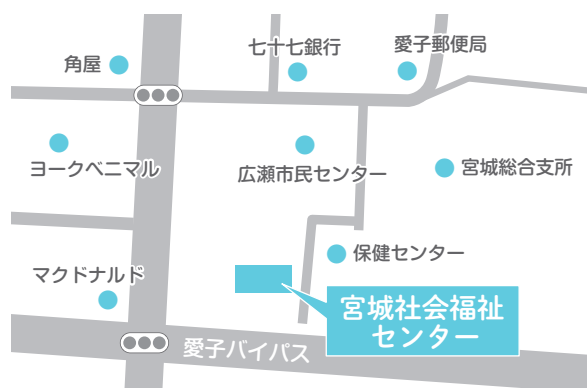 七十七銀行
愛子郵便局
角屋
ヨークベニマル
広瀬市民センター
宮城総合支所
保健センター
マクドナルド
宮城社会福祉
センター
愛子バイパス